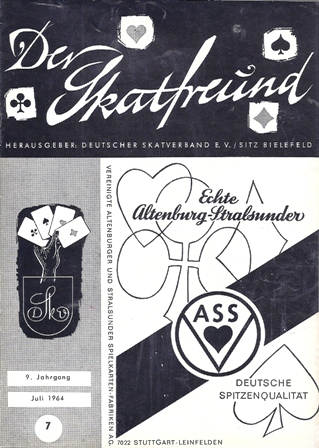 Der
Skatfreund
HERAUSGEBER: DEUTSCHER SKATVERBAND E. V. / SITZ BIELEFELD
DSkV
9. Jahrgang
Juli 1964
7
VEREINIGTE ALTENBURGER UND STRALSUNDER SPIELKARTEN-FABRIKEN AG
7022 STUTTGART-LEINFELDEN
Echte
Altenburg-Stralsunder
ASS
DEUTSCHE
SPITZENQUALITÄT